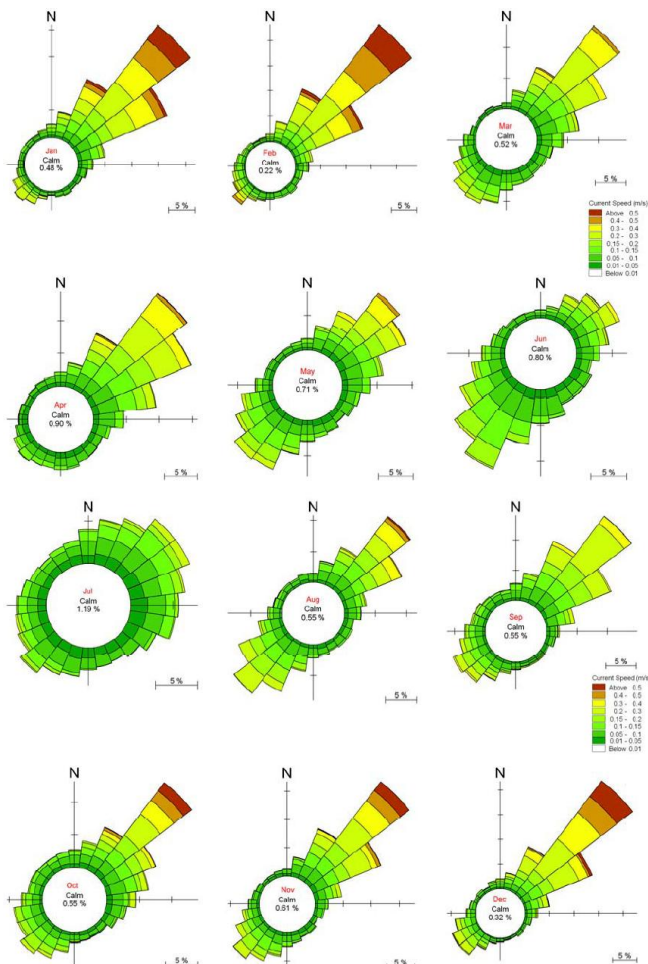 N
N
N
Jan
Calm
0.48 %
Feb
Calm
0.22 %
Mar
Calm
0.52 %
5 %
5 %
5 %
Current Speed (m/s)
Above 0.5
0.4 - 0.5
0.3 - 0.4
0.2 - 0.3
0.15 - 0.2
0.1 - 0.15
0.05 - 0.1
0.01 - 0.05
Below 0.01
N
N
N
Apr
Calm
0.90 %
May
Calm
0.71 %
Jun
Calm
0.80 %
5 %
5 %
5 %
N
N
N
Jul
Calm
1.19 %
Aug
Calm
0.55 %
Sep
Calm
0.55 %
5 %
5 %
5 %
Current Speed (m/s)
Above 0.5
0.4 - 0.5
0.3 - 0.4
0.2 - 0.3
0.15 - 0.2
0.1 - 0.15
0.05 - 0.1
0.01 - 0.05
Below 0.01
N
N
N
Oct
Calm
0.55 %
Nov
Calm
0.61 %
Dec
Calm
0.32 %
5 %
5 %
5 %